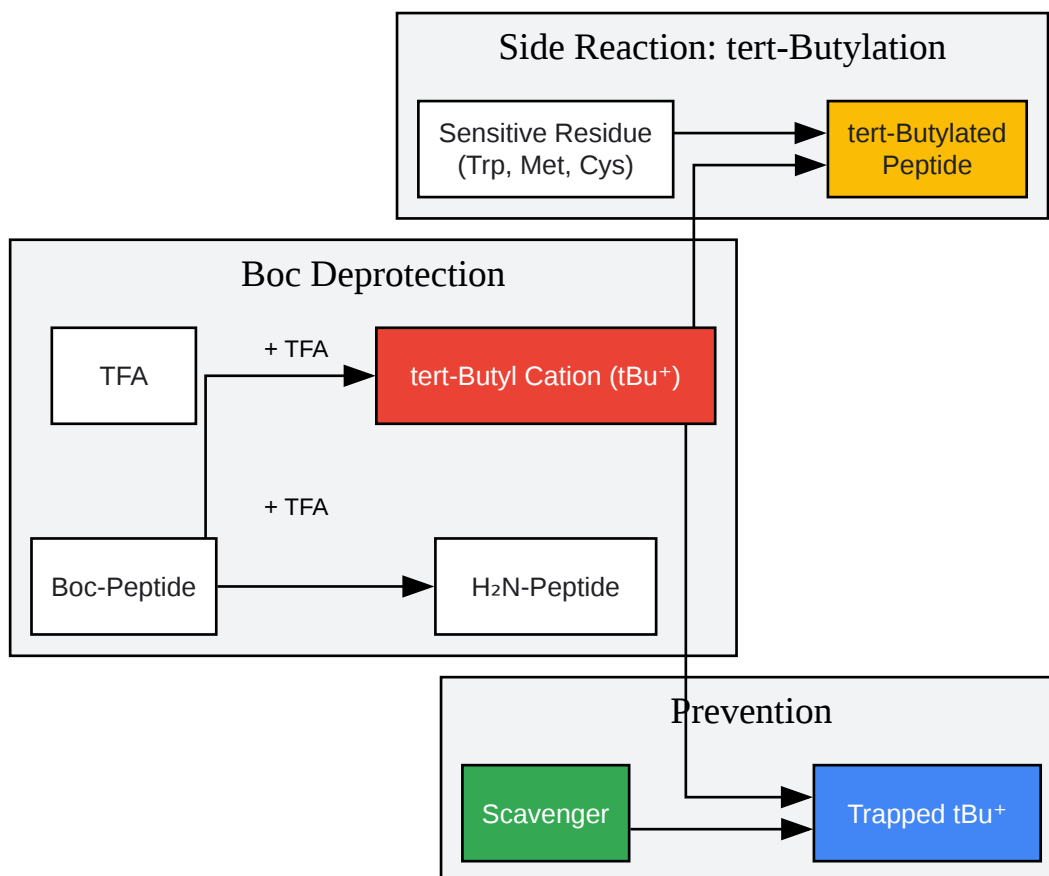 Side Reaction: tert-Butylation
Sensitive Residue
(Trp, Met, Cys)
tert-Butylated
Peptide
Boc Deprotection
TFA
+ TFA
tert-Butyl Cation (tBu⁺)
+ TFA
Boc-Peptide
H₂N-Peptide
Prevention
Scavenger
Trapped tBu⁺